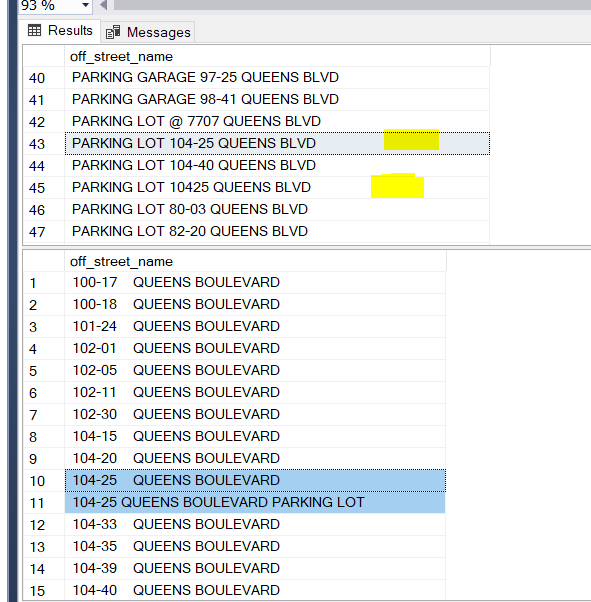 93 %
Results Messages
off_street_name
40 PARKING GARAGE 97-25 QUEENS BLVD
41 PARKING GARAGE 98-41 QUEENS BLVD
42 PARKING LOT @ 7707 QUEENS BLVD
43 PARKING LOT 104-25 QUEENS BLVD
44 PARKING LOT 104-40 QUEENS BLVD
45 PARKING LOT 10425 QUEENS BLVD
46 PARKING LOT 80-03 QUEENS BLVD
47 PARKING LOT 82-20 QUEENS BLVD
off_street_name
1 100-17 QUEENS BOULEVARD
2 100-18 QUEENS BOULEVARD
3 101-24 QUEENS BOULEVARD
4 102-01 QUEENS BOULEVARD
5 102-05 QUEENS BOULEVARD
6 102-11 QUEENS BOULEVARD
7 102-30 QUEENS BOULEVARD
8 104-15 QUEENS BOULEVARD
9 104-20 QUEENS BOULEVARD
10 104-25 QUEENS BOULEVARD
11 104-25 QUEENS BOULEVARD PARKING LOT
12 104-33 QUEENS BOULEVARD
13 104-35 QUEENS BOULEVARD
14 104-39 QUEENS BOULEVARD
15 104-40 QUEENS BOULEVARD